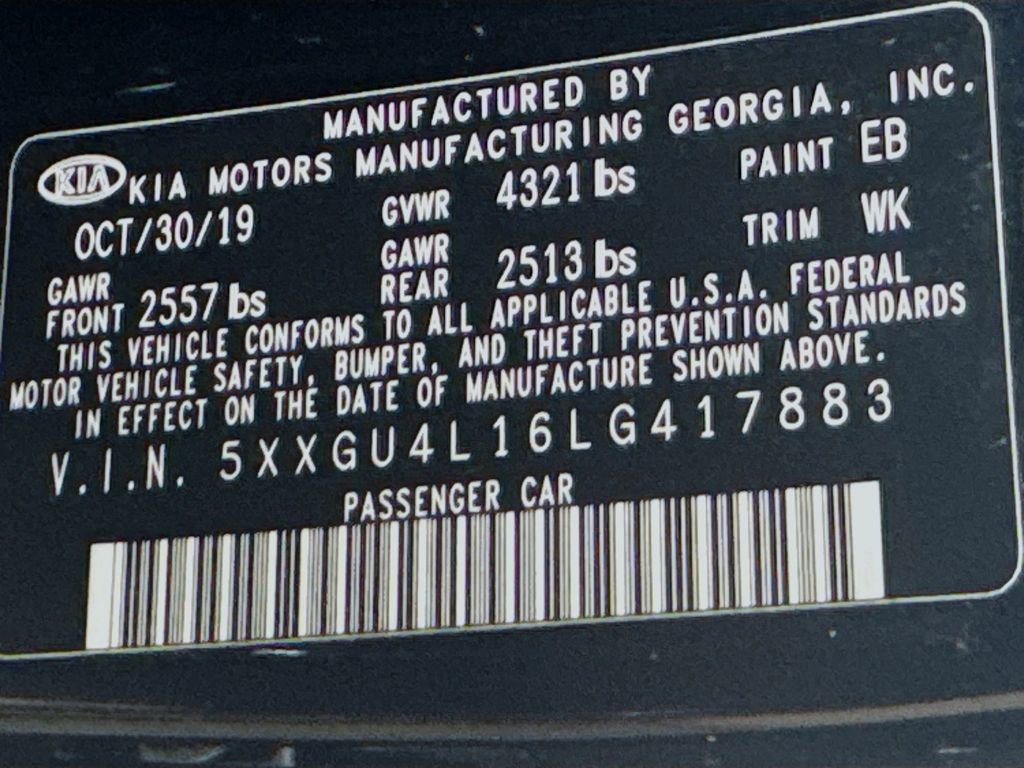 MANUFACTURED BY
KIA KIA MOTORS MANUFACTURING GEORGIA, INC.
OCT/30/19 GVWR 4321 lbs PAINT EB
GAWR FRONT 2557 lbs GAWR REAR 2513 lbs TRIM WK
THIS VEHICLE CONFORMS TO ALL APPLICABLE U.S.A. FEDERAL
MOTOR VEHICLE SAFETY, BUMPER, AND THEFT PREVENTION STANDARDS
IN EFFECT ON THE DATE OF MANUFACTURE SHOWN ABOVE.
V.I.N. 5XXGU4L16LG417883
PASSENGER CAR